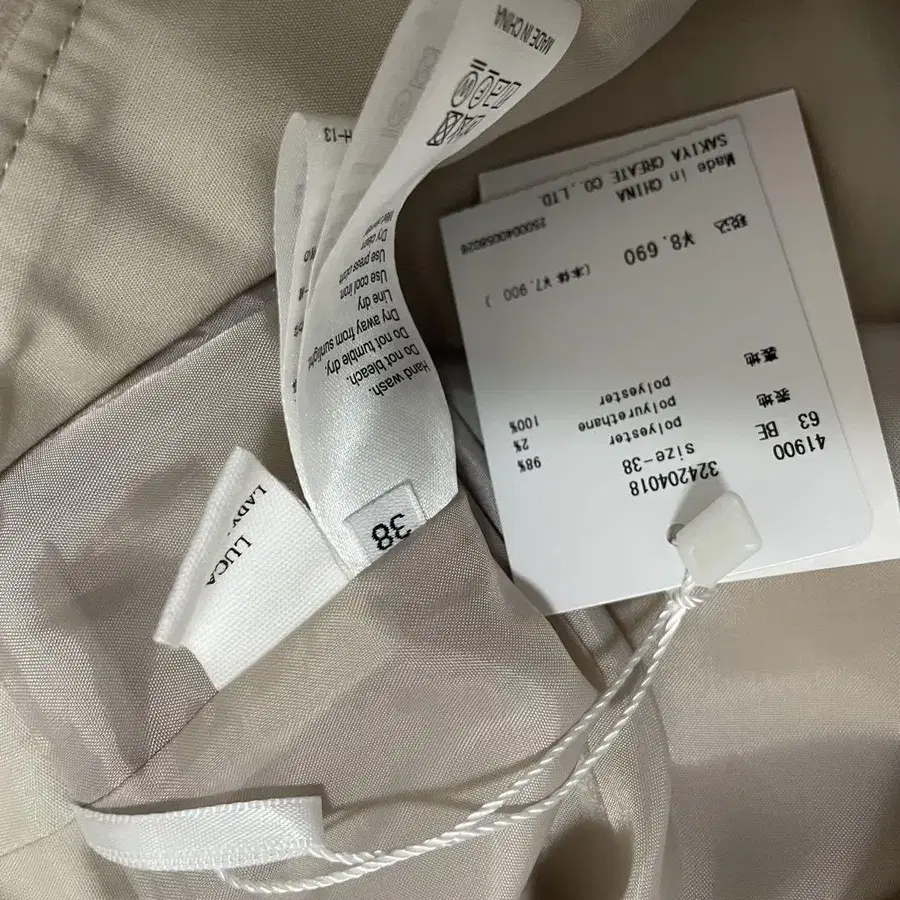 41900 324204018
63 BE size-38
表地 polyester 98%
polyurethane 2%
裏地 polyester 100%
(本体 ¥7,900)
税込 ¥8,690
2500040058026
Made in CHINA
SAKIYA CREATE CO.,LTD.
38
Hand wash.
Do not bleach.
Do not tumble dry.
Dry away from sunlight.
Line dry.
Use cool iron.
Use press cloth.
Dry clean.
MADE IN CHINA
H-13
LUCA
LADY